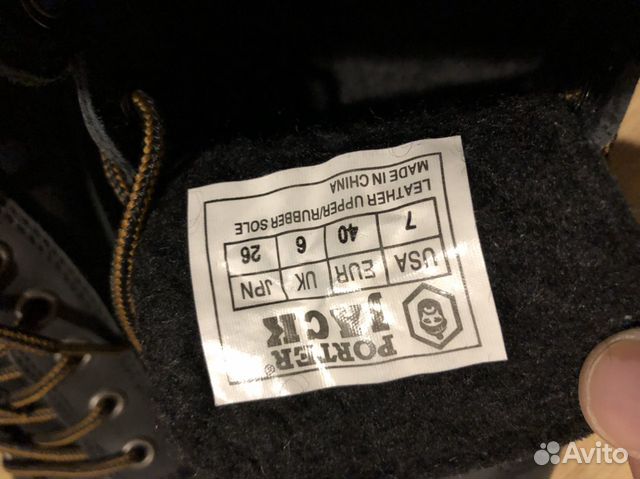 PORTER®
JACK
USA EUR UK JPN
7 40 6 26
LEATHER UPPER/RUBBER SOLE
MADE IN CHINA
Avito